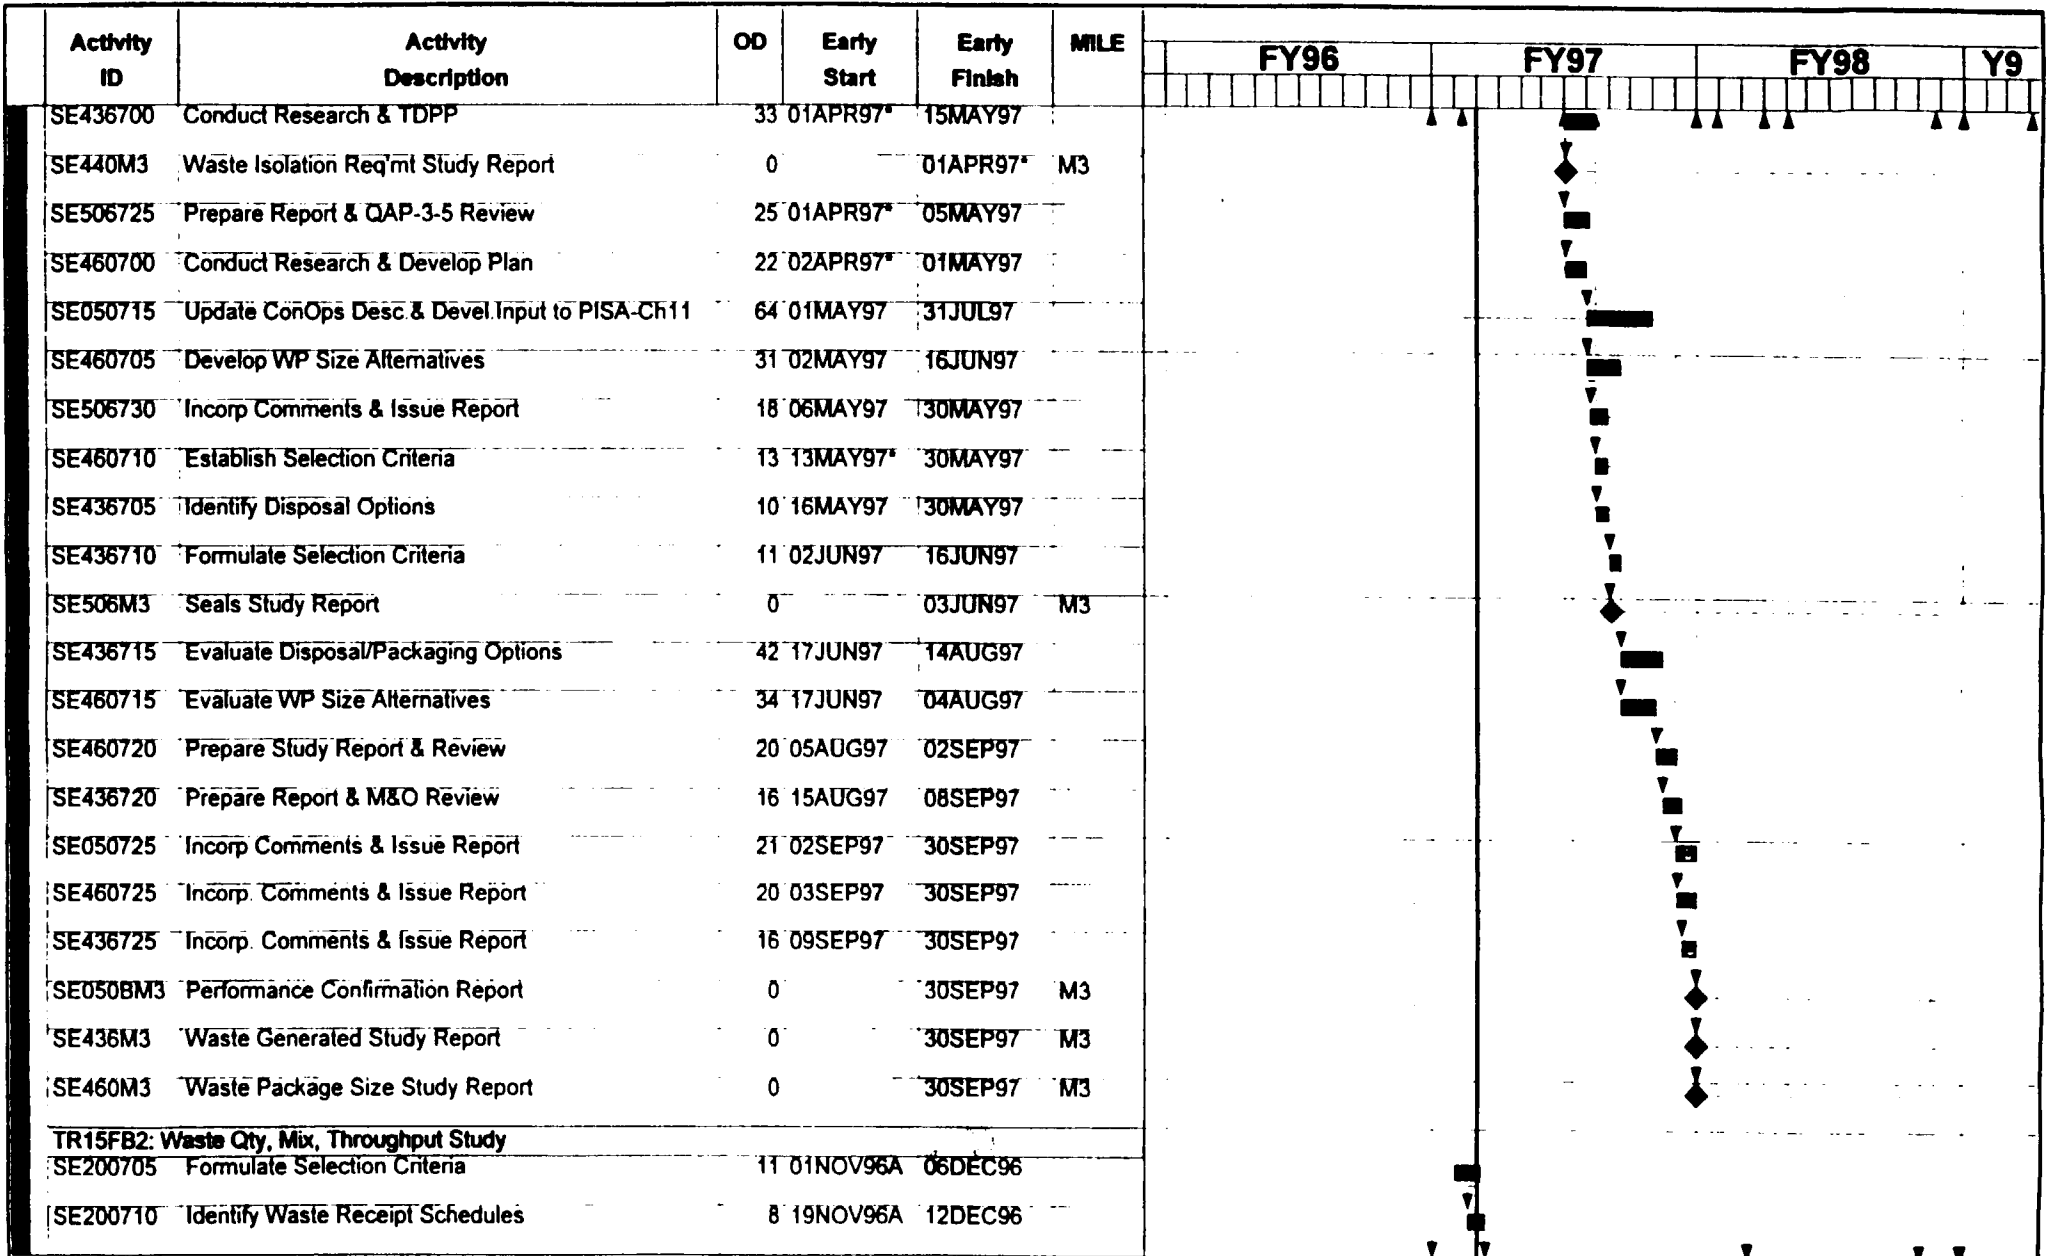 Activity ID Activity Description OD Early Start Early Finish MILE FY96 FY97 FY98 Y9
SE436700 Conduct Research & TDPP 33 01APR97* 15MAY97
SE440M3 Waste Isolation Req'mt Study Report 0 01APR97* M3
SE506725 Prepare Report & QAP-3-5 Review 25 01APR97* 05MAY97
SE460700 Conduct Research & Develop Plan 22 02APR97* 01MAY97
SE050715 Update ConOps Desc.& Devel.Input to PISA-Ch11 64 01MAY97 31JUL97
SE460705 Develop WP Size Alternatives 31 02MAY97 16JUN97
SE506730 Incorp Comments & Issue Report 18 06MAY97 30MAY97
SE460710 Establish Selection Criteria 13 13MAY97* 30MAY97
SE436705 Identify Disposal Options 10 16MAY97 30MAY97
SE436710 Formulate Selection Criteria 11 02JUN97 16JUN97
SE506M3 Seals Study Report 0 03JUN97 M3
SE436715 Evaluate Disposal/Packaging Options 42 17JUN97 14AUG97
SE460715 Evaluate WP Size Alternatives 34 17JUN97 04AUG97
SE460720 Prepare Study Report & Review 20 05AUG97 02SEP97
SE436720 Prepare Report & M&O Review 16 15AUG97 08SEP97
SE050725 Incorp Comments & Issue Report 21 02SEP97 30SEP97
SE460725 Incorp. Comments & Issue Report 20 03SEP97 30SEP97
SE436725 Incorp. Comments & Issue Report 16 09SEP97 30SEP97
SE050BM3 Performance Confirmation Report 0 30SEP97 M3
SE436M3 Waste Generated Study Report 0 30SEP97 M3
SE460M3 Waste Package Size Study Report 0 30SEP97 M3
TR15FB2: Waste Qty, Mix, Throughput Study
SE200705 Formulate Selection Criteria 11 01NOV96A 06DEC96
SE200710 Identify Waste Receipt Schedules 8 19NOV96A 12DEC96